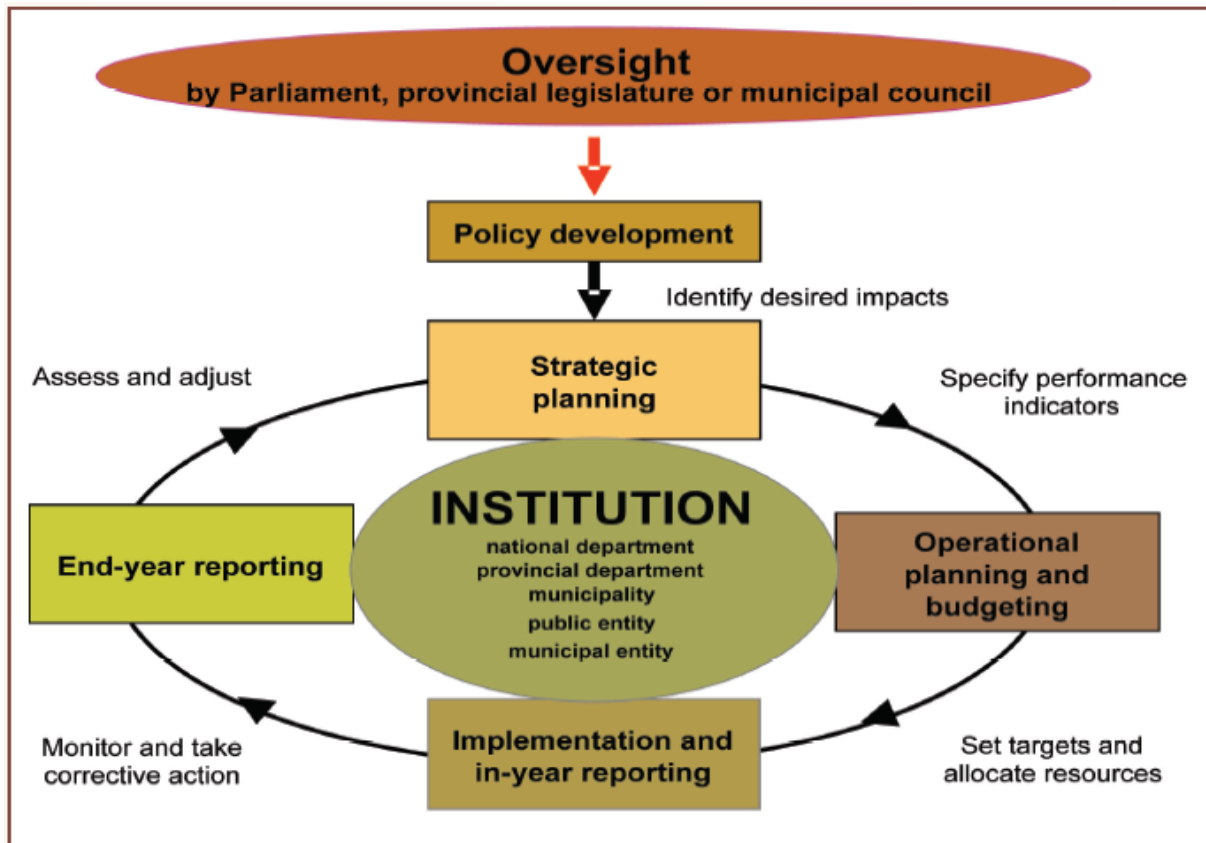 Oversight
by Parliament, provincial legislature or municipal council
Policy development
Identify desired impacts
Strategic
planning
Assess and adjust
Specify performance
indicators
INSTITUTION
national department
provincial department
municipality
public entity
municipal entity
End-year reporting
Operational
planning and
budgeting
Implementation and
in-year reporting
Monitor and take
corrective action
Set targets and
allocate resources